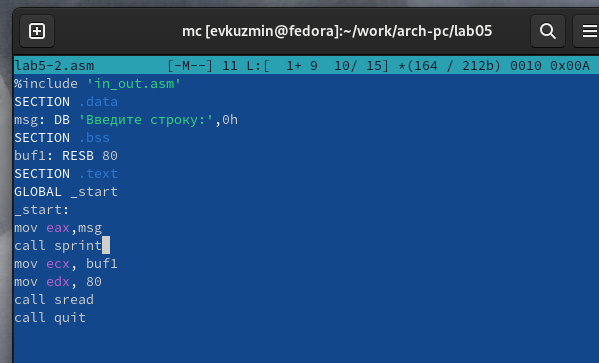 mc [evkuzmin@fedora]:~/work/arch-pc/lab05
lab5-2.asm [-M--] 11 L:[ 1+ 9 10/ 15] *(164 / 212b) 0010 0x00A
%include 'in_out.asm'
SECTION .data
msg: DB 'Введите строку:',0h
SECTION .bss
buf1: RESB 80
SECTION .text
GLOBAL _start
_start:
mov eax,msg
call sprint
mov ecx, buf1
mov edx, 80
call sread
call quit